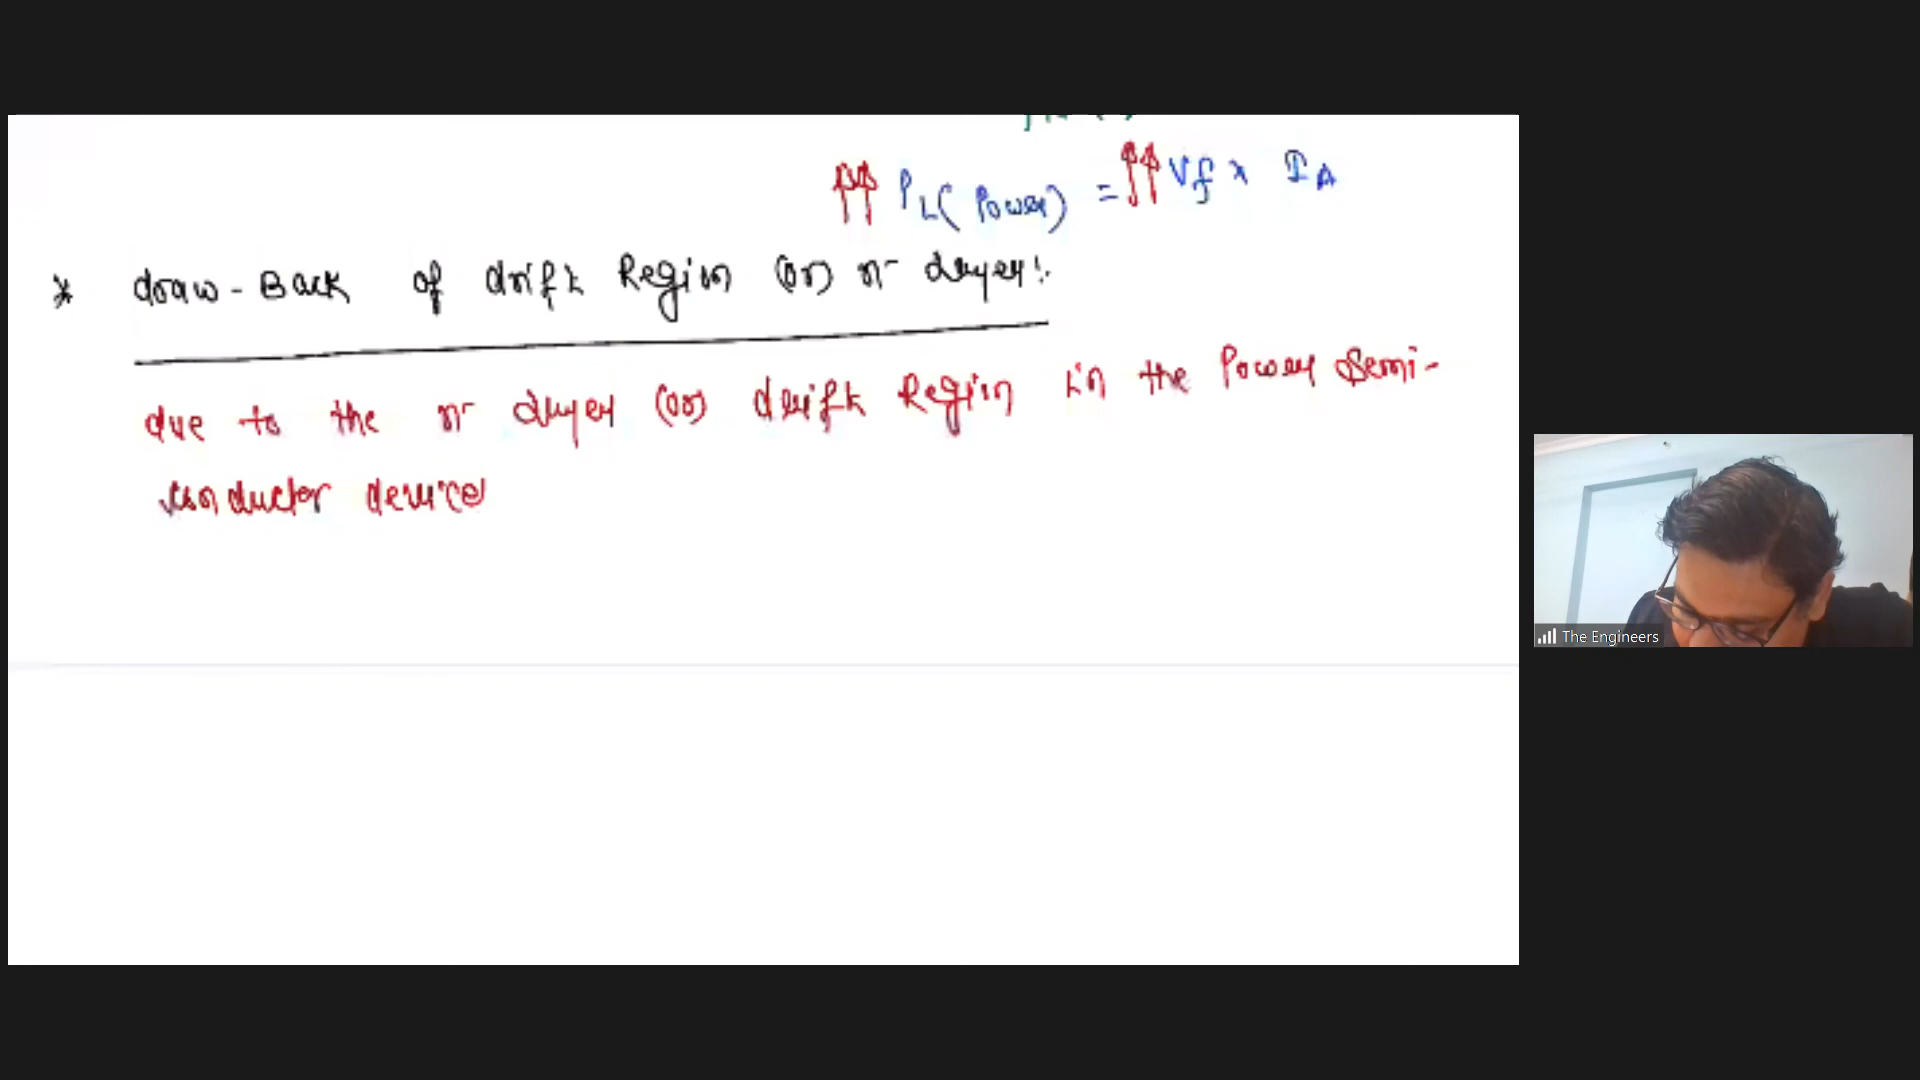 ↑↑ PL( Power) = ↑↑ Vf x IA
* draw-Back of drift Region (or) n⁻ layer:
due to the n⁻ layer (or) drift Region in the Power Semi-
conductor device
The Engineers